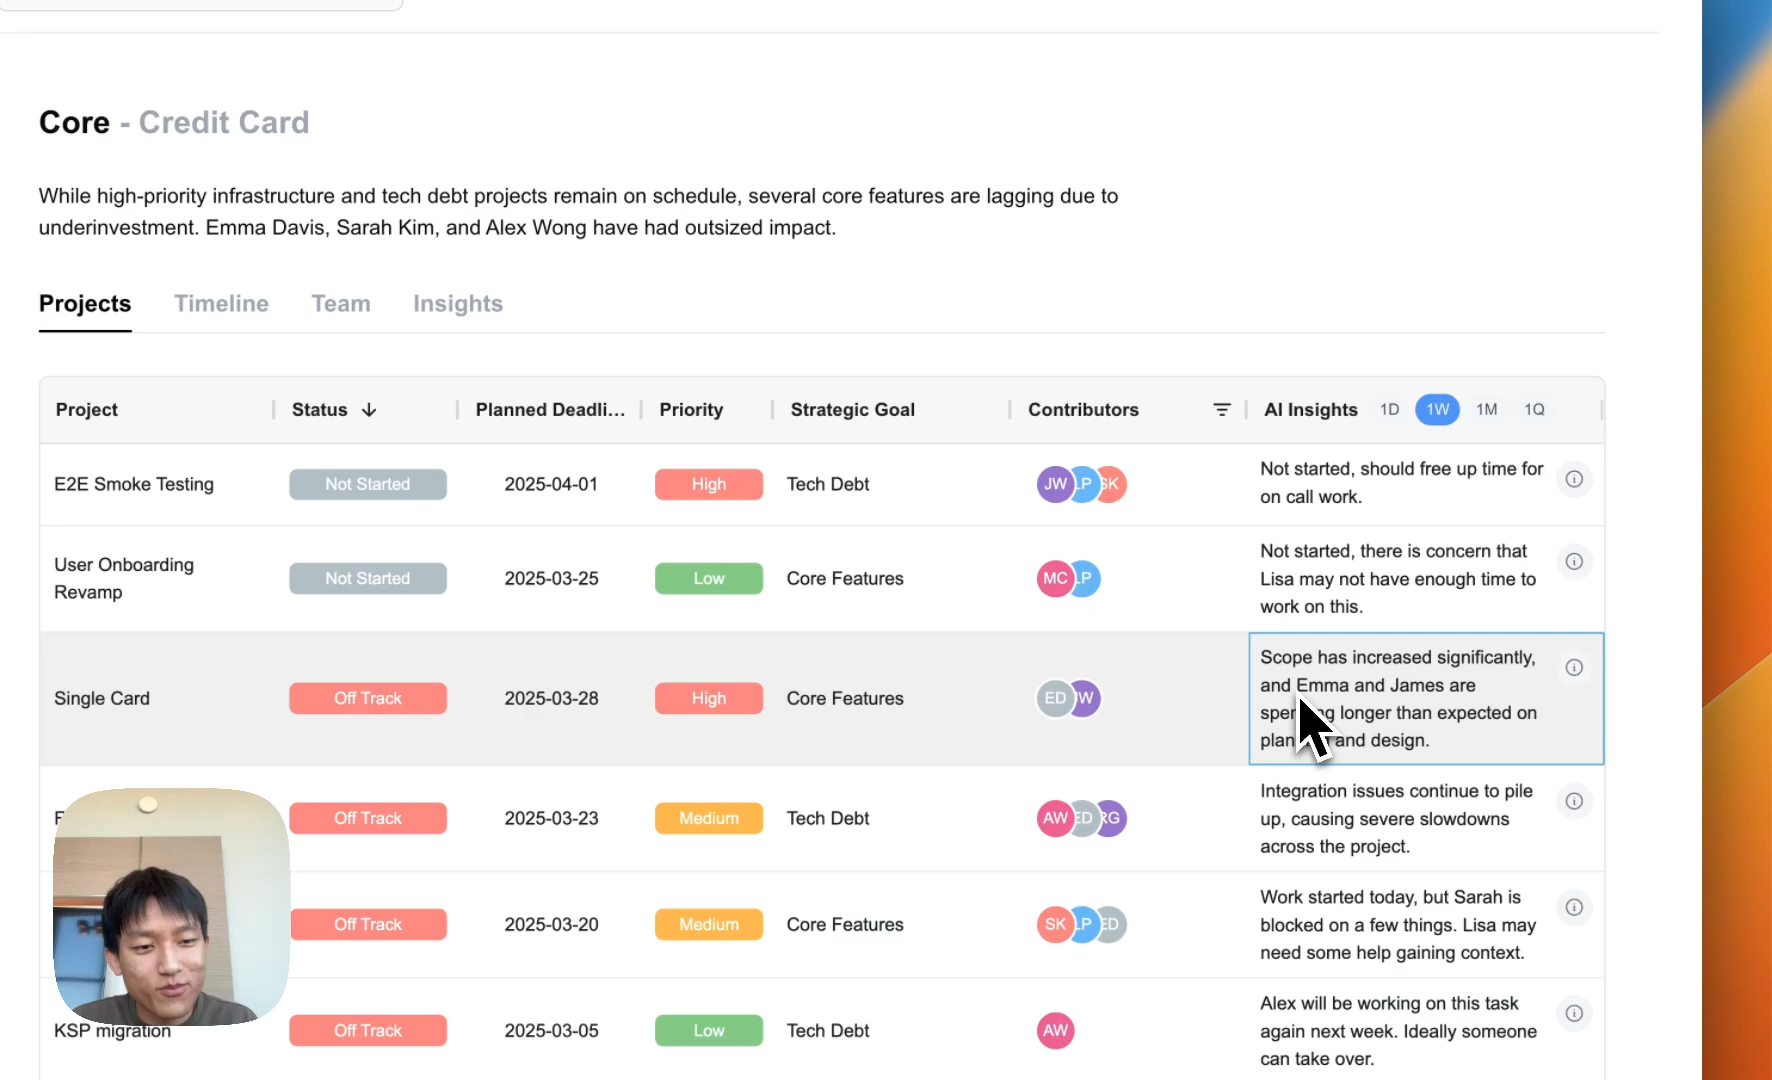 Core - Credit Card
While high-priority infrastructure and tech debt projects remain on schedule, several core features are lagging due to
underinvestment. Emma Davis, Sarah Kim, and Alex Wong have had outsized impact.
Projects Timeline Team Insights
Project Status Planned Deadli... Priority Strategic Goal Contributors AI Insights 1D 1W 1M 1Q
E2E Smoke Testing Not Started 2025-04-01 High Tech Debt JW LP SK
Not started, should free up time for
on call work.
User Onboarding
Revamp
Not Started 2025-03-25 Low Core Features MC LP
Not started, there is concern that
Lisa may not have enough time to
work on this.
Single Card Off Track 2025-03-28 High Core Features ED JW
Scope has increased significantly,
and Emma and James are
longer than expected on
and design.
Off Track 2025-03-23 Medium Tech Debt AW ED RG
Integration issues continue to pile
up, causing severe slowdowns
across the project.
Off Track 2025-03-20 Medium Core Features SK LP ED
Work started today, but Sarah is
blocked on a few things. Lisa may
need some help gaining context.
KSP migration Off Track 2025-03-05 Low Tech Debt AW
Alex will be working on this task
again next week. Ideally someone
can take over.